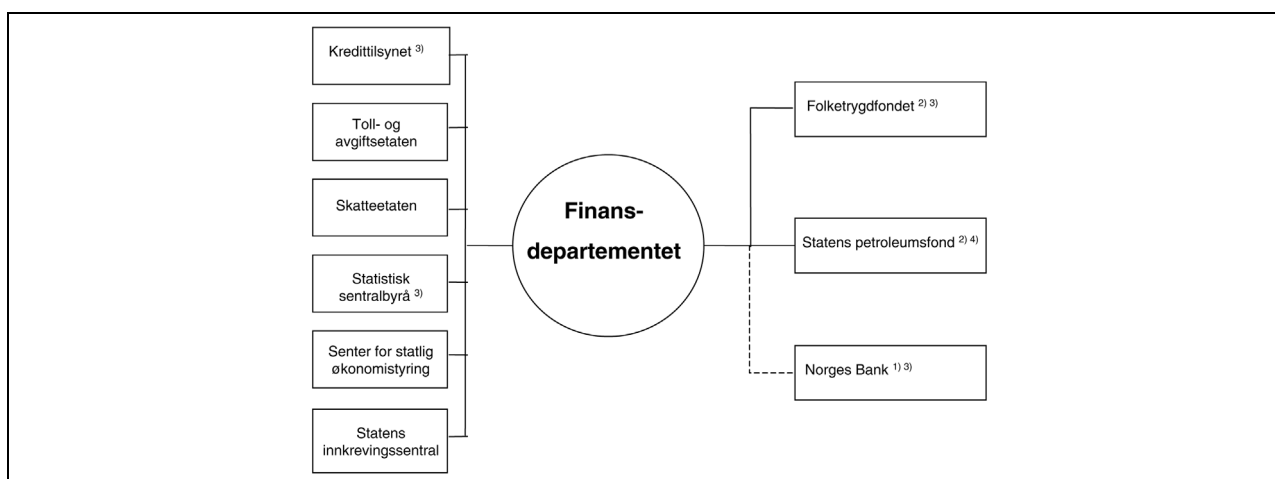 Kredittilsynet 3)
Toll- og
avgiftsetaten
Skatteetaten
Statistisk
sentralbyrå 3)
Senter for statlig
økonomistyring
Statens
innkrevingssentral
Finans-
departementet
Folketrygdfondet 2) 3)
Statens petroleumsfond 2) 4)
Norges Bank 1) 3)